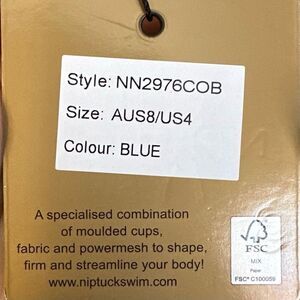 Style: NN2976COB
Size: AUS8/US4
Colour: BLUE
A specialised combination
of moulded cups,
fabric and powermesh to shape,
firm and streamline your body!
www.niptuckswim.com
FSC
MIX
Paper
FSC® C100059